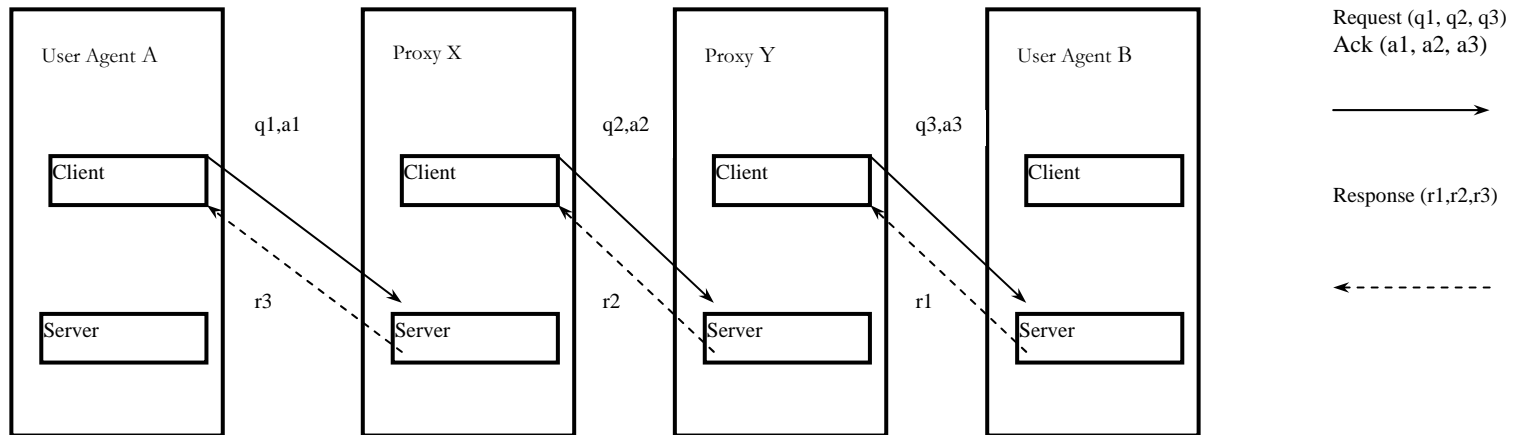 User Agent A
Proxy X
Proxy Y
User Agent B
Request (q1, q2, q3)
Ack (a1, a2, a3)
q1,a1
q2,a2
q3,a3
Client
Client
Client
Client
Response (r1,r2,r3)
r3
r2
r1
Server
Server
Server
Server